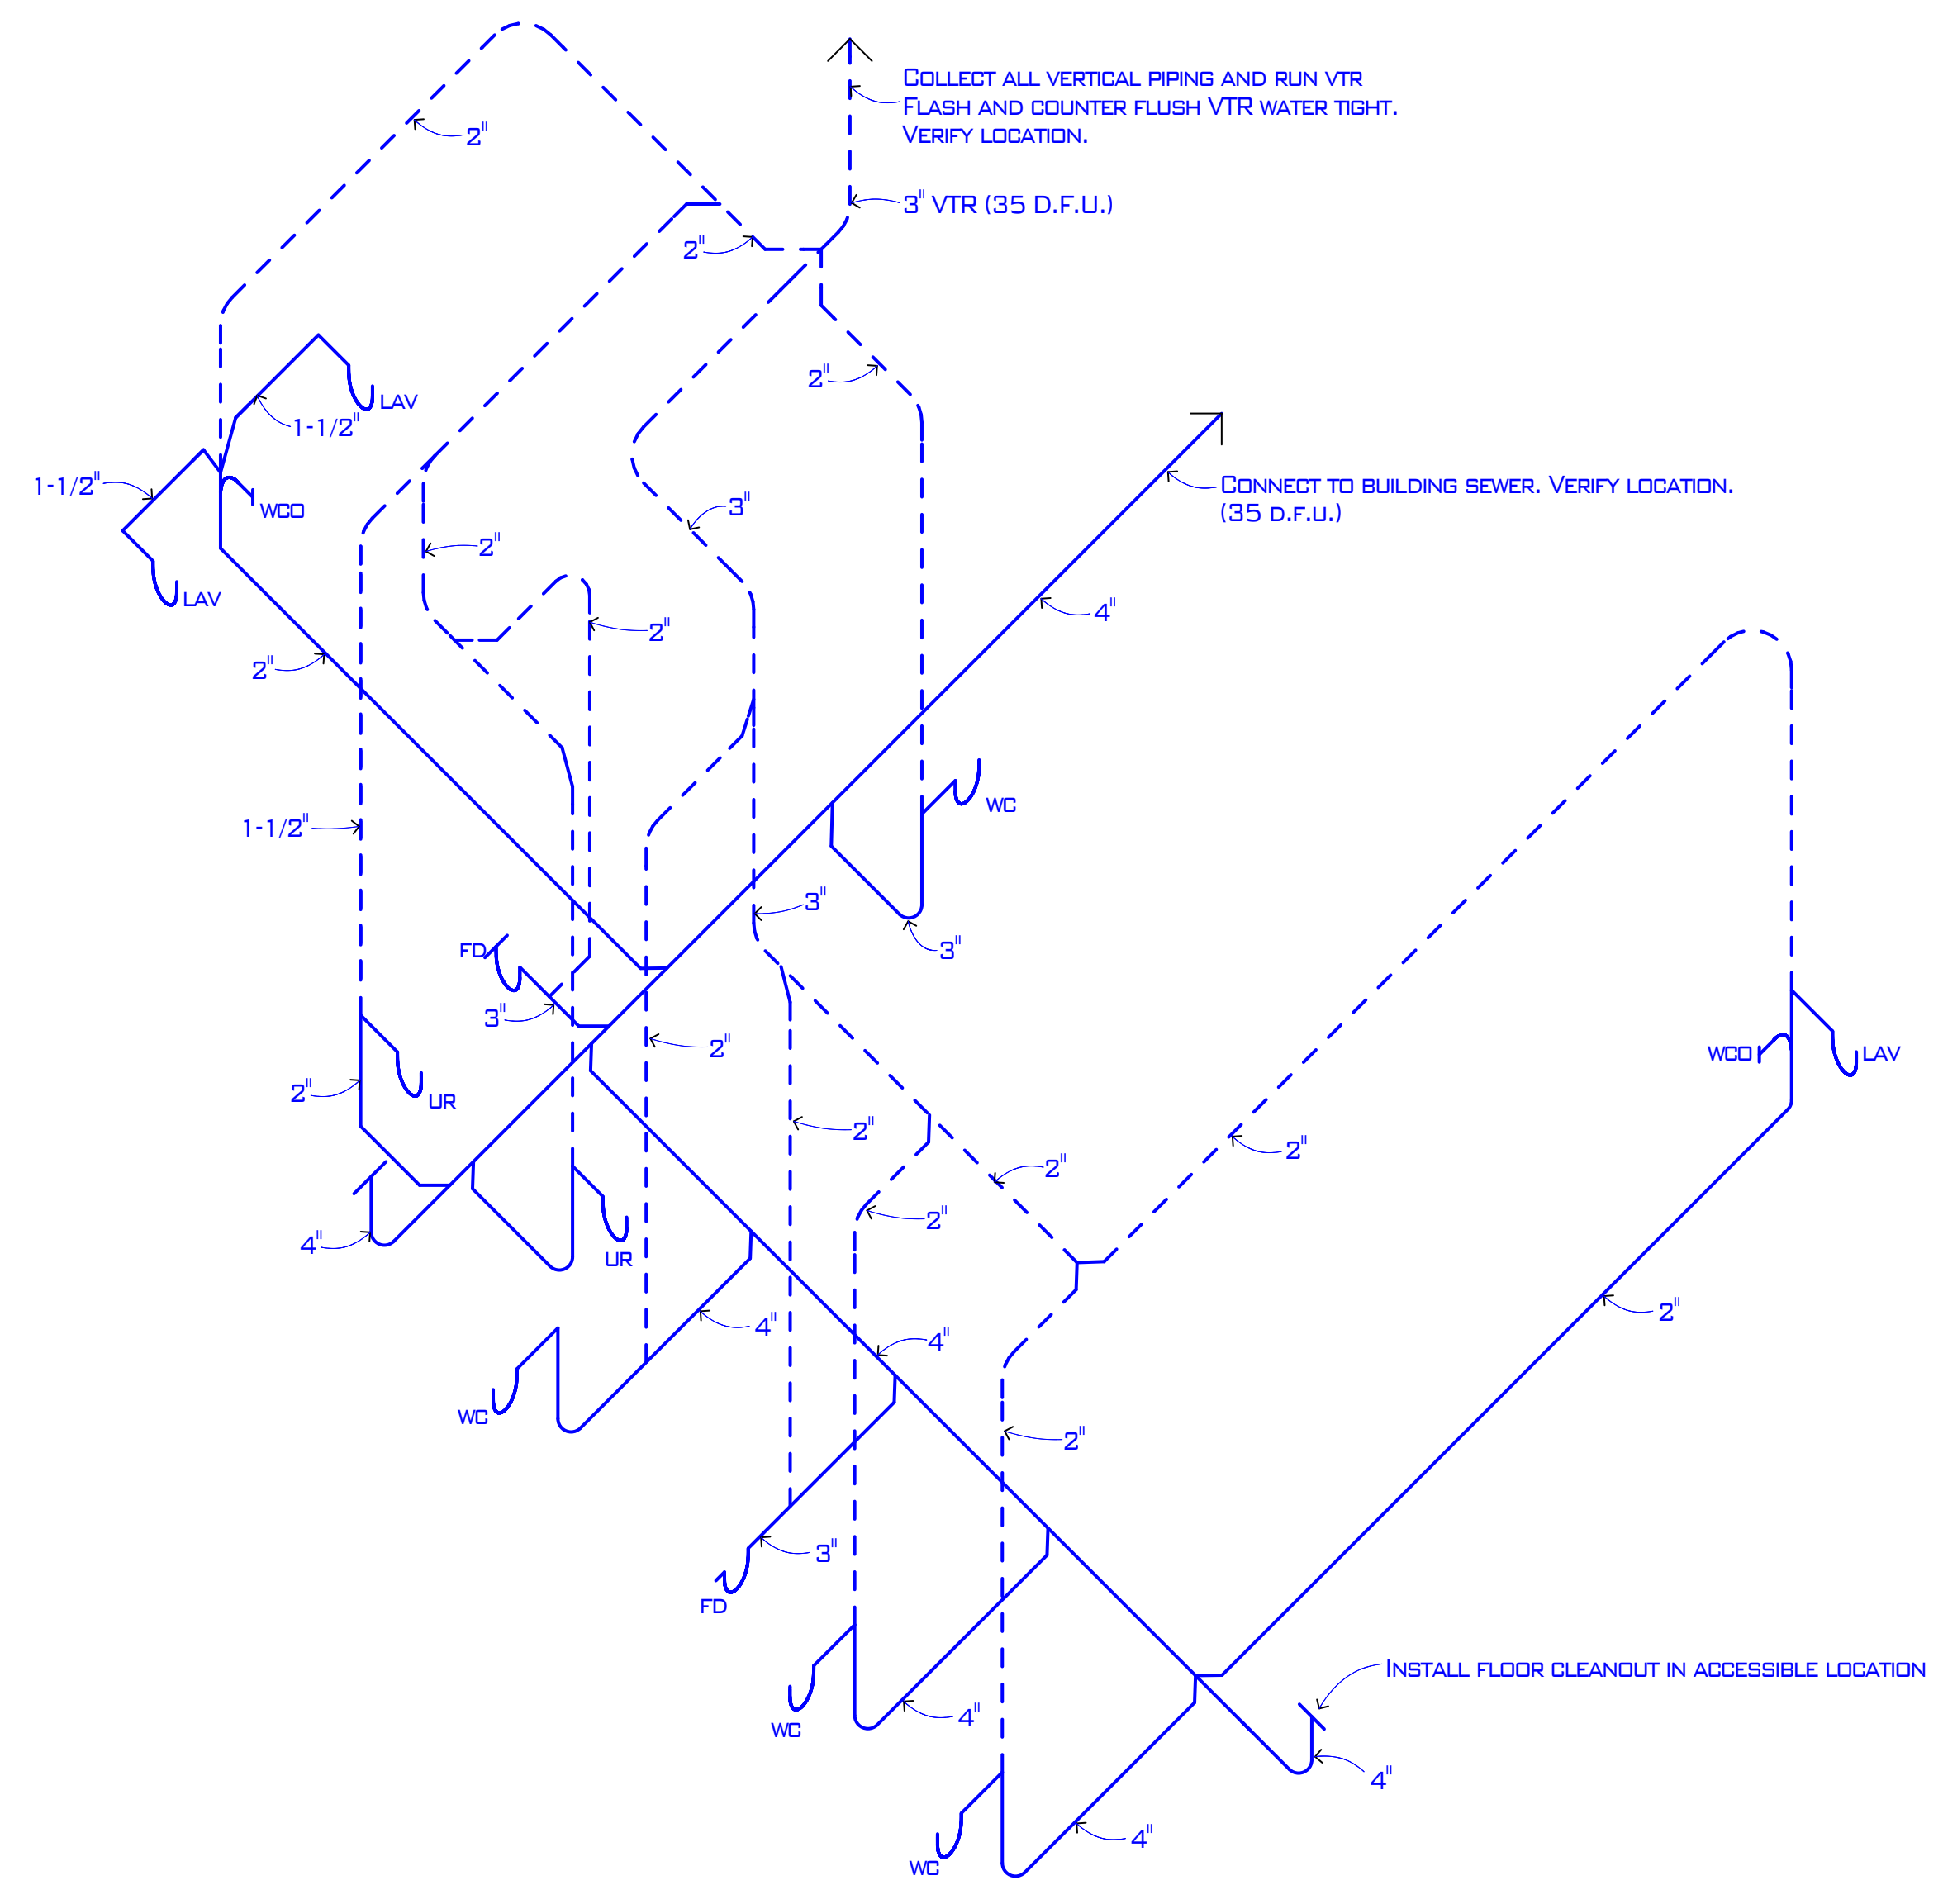 Collect all vertical piping and run vtr
Flash and counter flush VTR water tight.
Verify location.
2"
3" VTR (35 D.F.U.)
2"
2"
LAV
1-1/2"
1-1/2"
WCO
LAV
Connect to building sewer. Verify location.
(35 d.f.u.)
3"
2"
4"
2"
2"
WC
1-1/2"
3"
3"
FD
3"
2"
WCO
LAV
2"
UR
2"
2"
2"
2"
4"
UR
2"
4"
4"
WC
2"
3"
FD
Install floor cleanout in accessible location
4"
WC
4"
4"
WC